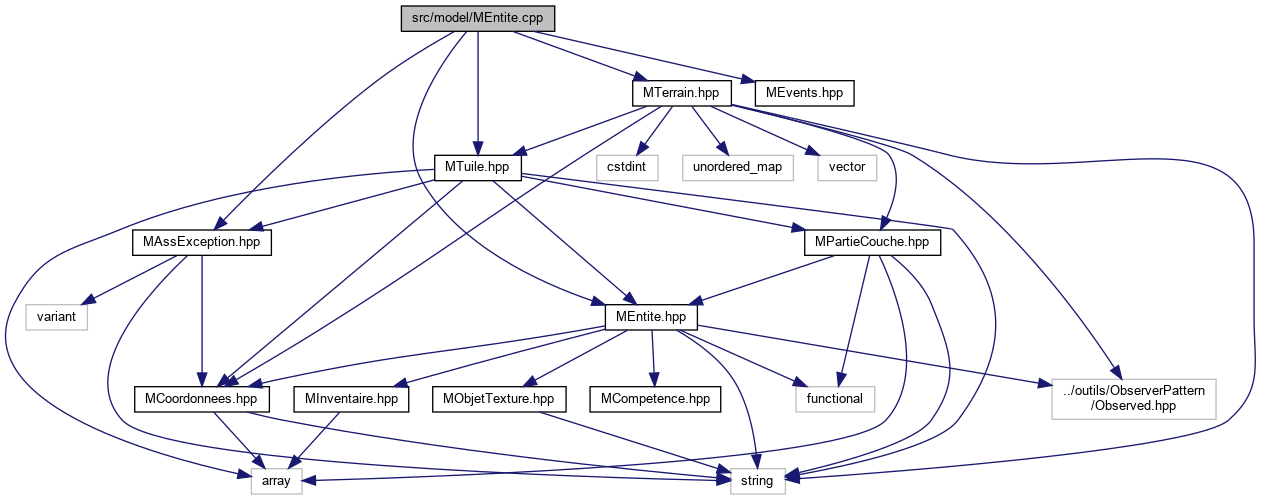 src/model/MEntite.cpp
MTerrain.hpp
MEvents.hpp
MTuile.hpp
cstdint
unordered_map
vector
MAssException.hpp
MPartieCouche.hpp
variant
MEntite.hpp
MCoordonnees.hpp
MInventaire.hpp
MObjetTexture.hpp
MCompetence.hpp
functional
../outils/ObserverPattern
/Observed.hpp
array
string